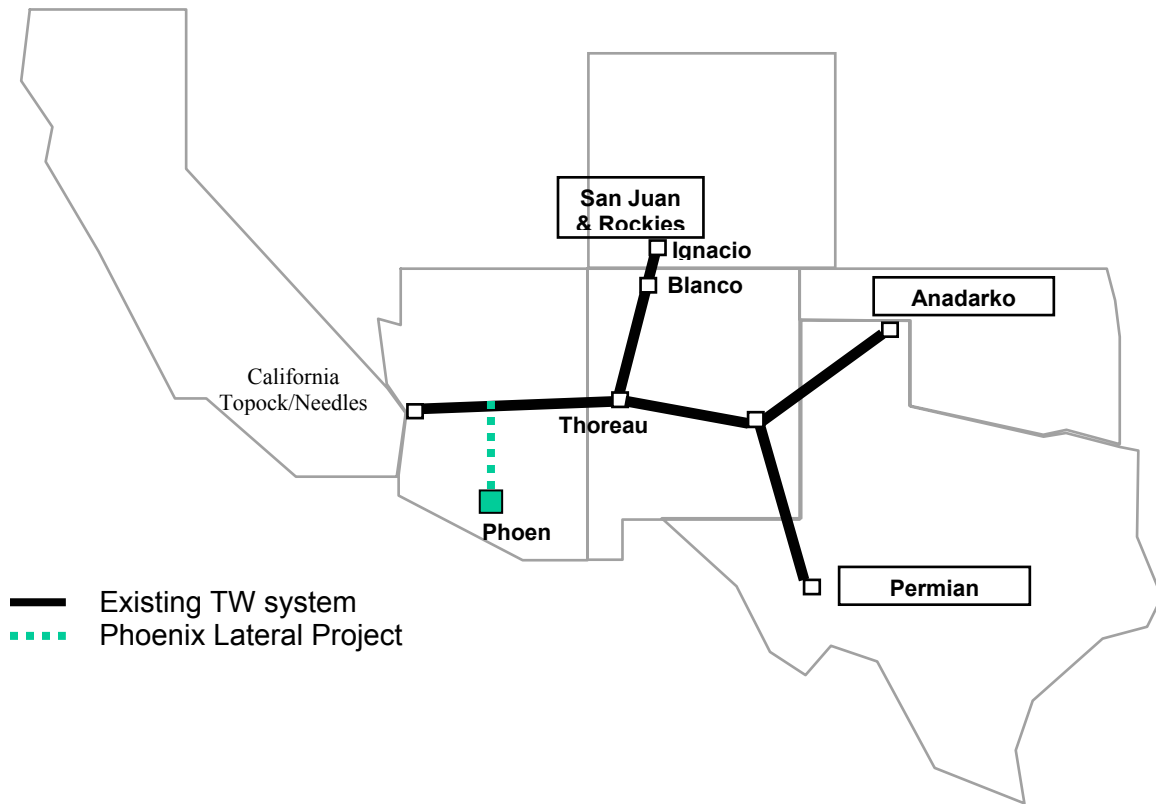 San Juan
& Rockies
Ignacio
Blanco
Anadarko
California
Topock/Needles
Thoreau
Phoen
Permian
Existing TW system
Phoenix Lateral Project